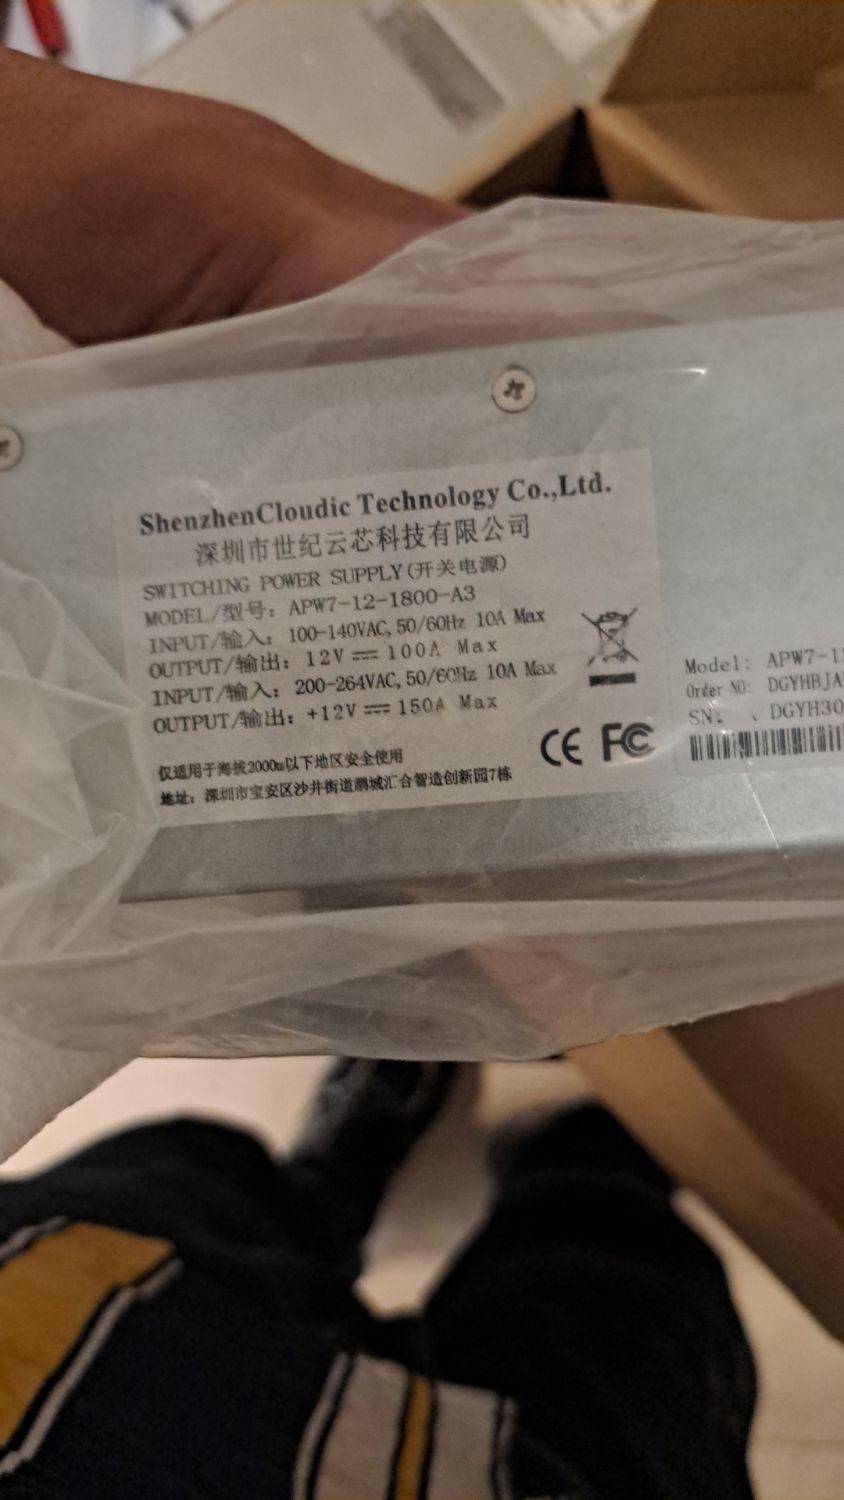 ShenzhenCloudic Technology Co.,Ltd.
深圳市世纪云芯科技有限公司
SWITCHING POWER SUPPLY(开关电源)
MODEL/型号: APW7-12-1800-A3
INPUT/输入: 100-140VAC, 50/60Hz 10A Max
OUTPUT/输出: 12V⎓100A Max
INPUT/输入: 200-264VAC, 50/60Hz 10A Max
OUTPUT/输出: +12V⎓150A Max
仅适用于海拔2000m以下地区安全使用
地址: 深圳市宝安区沙井街道鹏城汇合智造创新园7栋
CE FC
Model: APW7-1
Order NO: DGYHBJA
SN: DGYH30